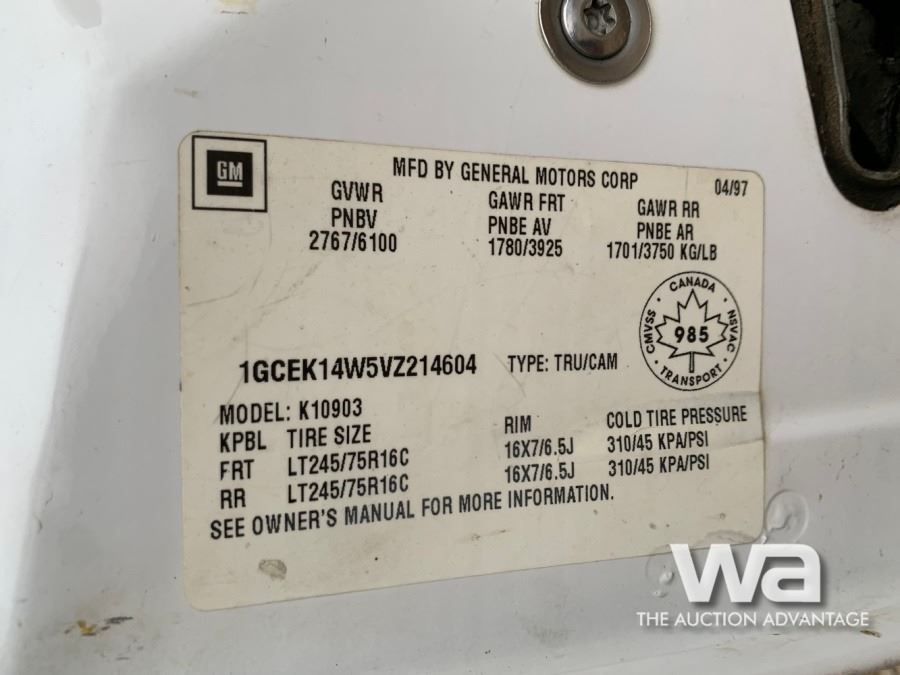 GM
MFD BY GENERAL MOTORS CORP 04/97
GVWR GAWR FRT GAWR RR
PNBV PNBE AV PNBE AR
2767/6100 1780/3925 1701/3750 KG/LB
CANADA
CMVSS 985 NSVAC
TRANSPORT
1GCEK14W5VZ214604 TYPE: TRU/CAM
MODEL: K10903
KPBL TIRE SIZE RIM COLD TIRE PRESSURE
FRT LT245/75R16C 16X7/6.5J 310/45 KPA/PSI
RR LT245/75R16C 16X7/6.5J 310/45 KPA/PSI
SEE OWNER'S MANUAL FOR MORE INFORMATION.
wa
THE AUCTION ADVANTAGE